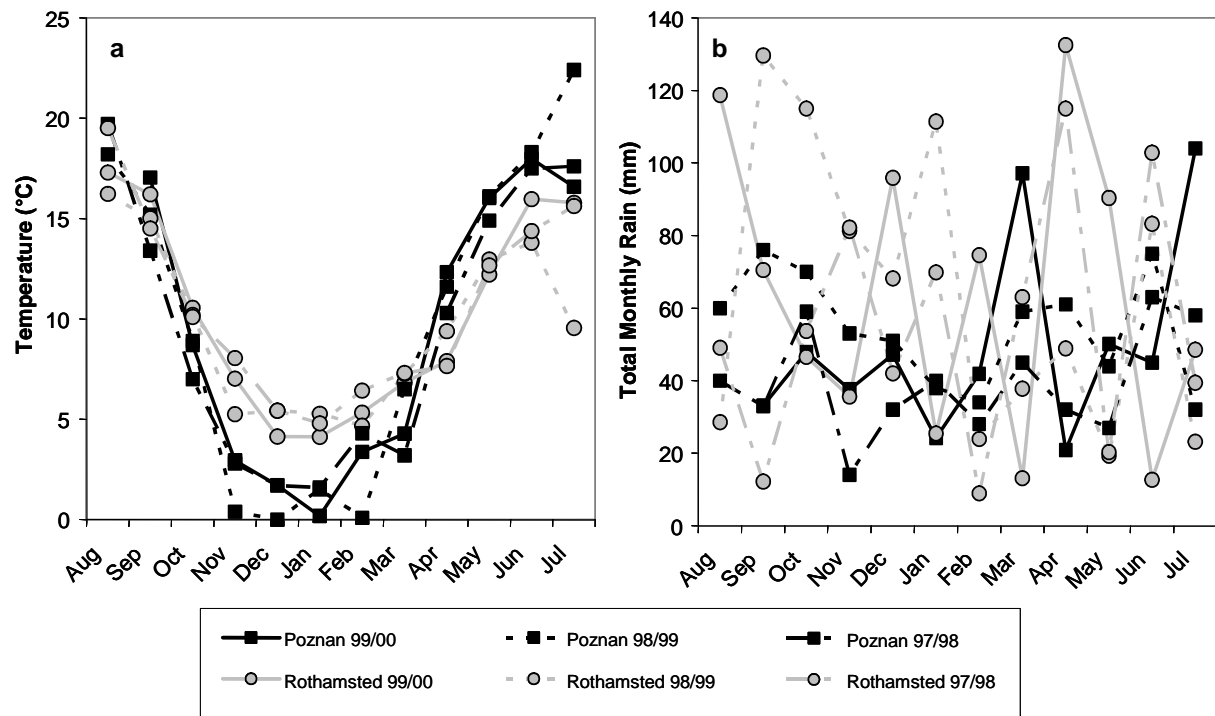 a
Temperature (°C)
25
20
15
10
5
0
Aug Sep Oct Nov Dec Jan Feb Mar Apr May Jun Jul
b
Total Monthly Rain (mm)
140
120
100
80
60
40
20
0
Aug Sep Oct Nov Dec Jan Feb Mar Apr May Jun Jul
Poznan 99/00 Poznan 98/99 Poznan 97/98
Rothamsted 99/00 Rothamsted 98/99 Rothamsted 97/98